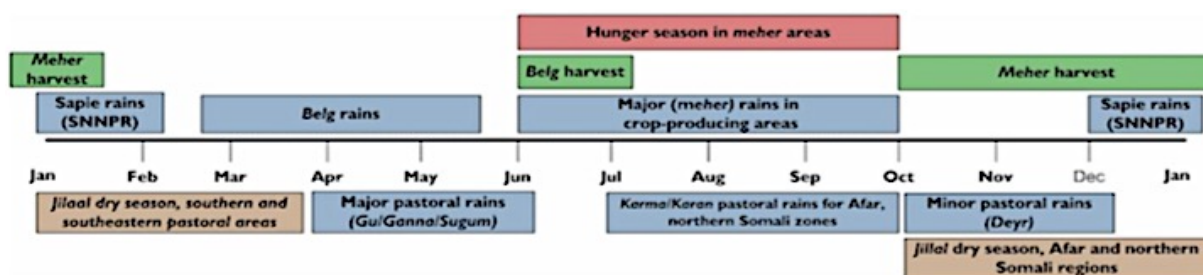 Hunger season in meher areas
Meher
harvest
Belg harvest
Meher harvest
Sapie rains
(SNNPR)
Belg rains
Major (meher) rains in
crop-producing areas
Sapie rains
(SNNPR)
Jan Feb Mar Apr May Jun Jul Aug Sep Oct Nov Dec Jan
Jilaal dry season, southern and
southeastern pastoral areas
Major pastoral rains
(Gu/Ganna/Sugum)
Karma/Karan pastoral rains for Afar,
northern Somali zones
Minor pastoral rains
(Deyr)
Jillal dry season, Afar and northern
Somali regions